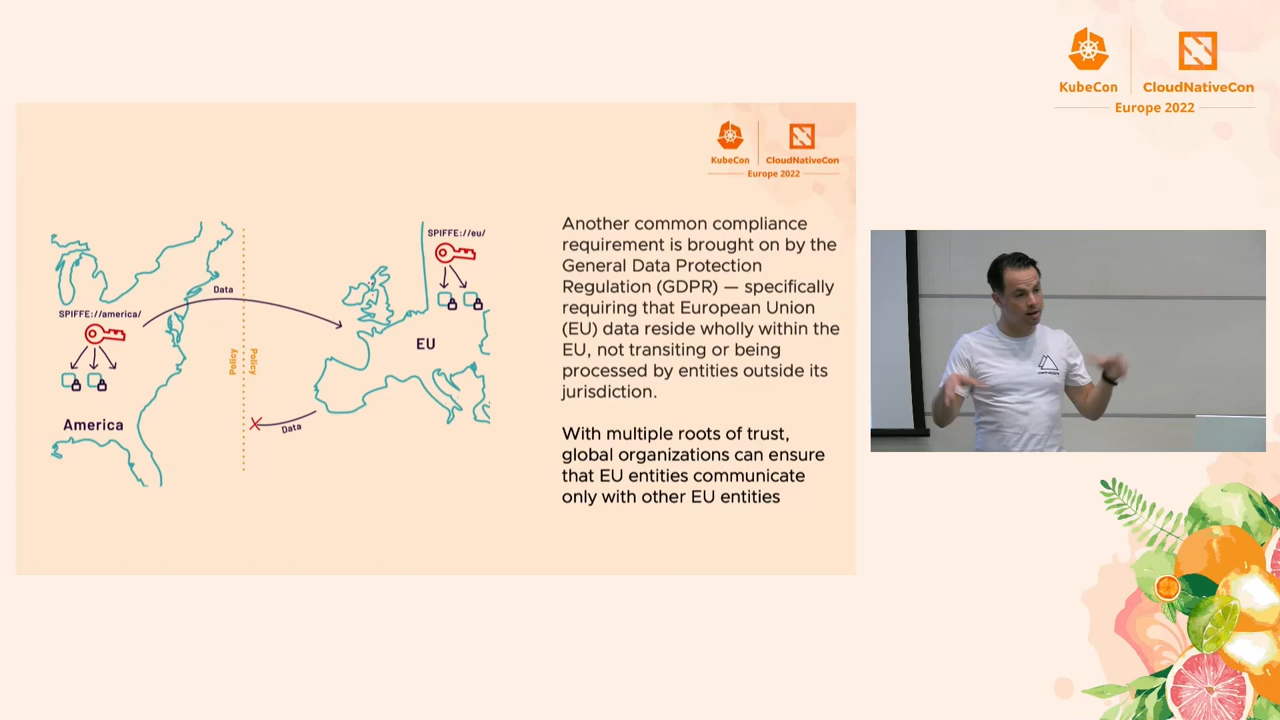 KubeCon
CloudNativeCon
Europe 2022
KubeCon
CloudNativeCon
Europe 2022
SPIFFE://eu/
Data
SPIFFE://america/
Policy
Policy
EU
America
Data
Another common compliance
requirement is brought on by the
General Data Protection
Regulation (GDPR) — specifically
requiring that European Union
(EU) data reside wholly within the
EU, not transiting or being
processed by entities outside its
jurisdiction.
With multiple roots of trust,
global organizations can ensure
that EU entities communicate
only with other EU entities